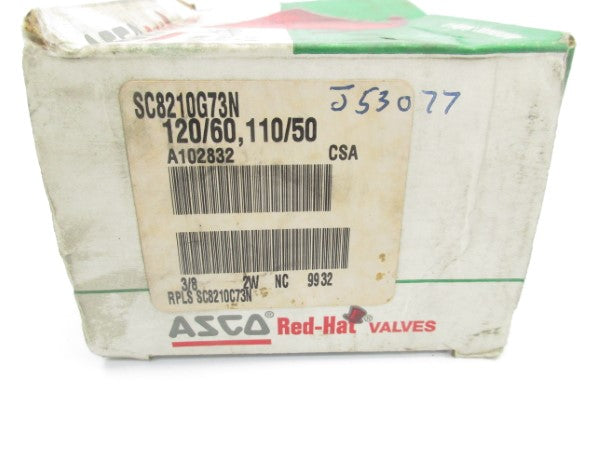 SC8210G73N J53077
120/60,110/50
A102832 CSA
3/8 2W NC 9932
RPLS SC8210C73N
ASCO® Red-Hat® VALVES